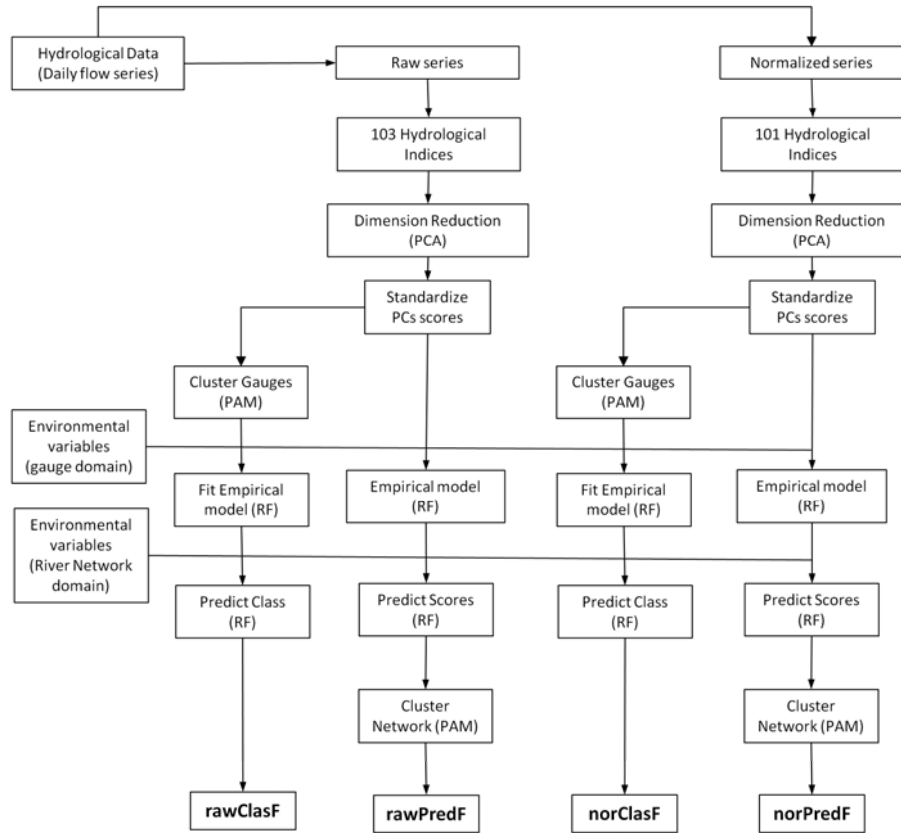 Hydrological Data
(Daily flow series)
Raw series
Normalized series
103 Hydrological
Indices
101 Hydrological
Indices
Dimension Reduction
(PCA)
Dimension Reduction
(PCA)
Standardize
PCs scores
Standardize
PCs scores
Cluster Gauges
(PAM)
Cluster Gauges
(PAM)
Environmental
variables
(gauge domain)
Fit Empirical
model (RF)
Empirical model
(RF)
Fit Empirical
model (RF)
Empirical model
(RF)
Environmental
variables
(River Network
domain)
Predict Class
(RF)
Predict Scores
(RF)
Predict Class
(RF)
Predict Scores
(RF)
Cluster
Network (PAM)
Cluster
Network (PAM)
rawClasF
rawPredF
norClasF
norPredF